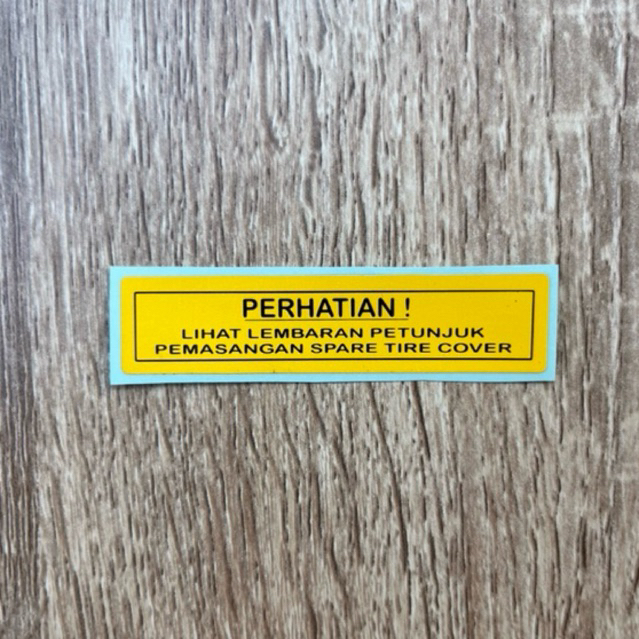 PERHATIAN !
LIHAT LEMBARAN PETUNJUK
PEMASANGAN SPARE TIRE COVER